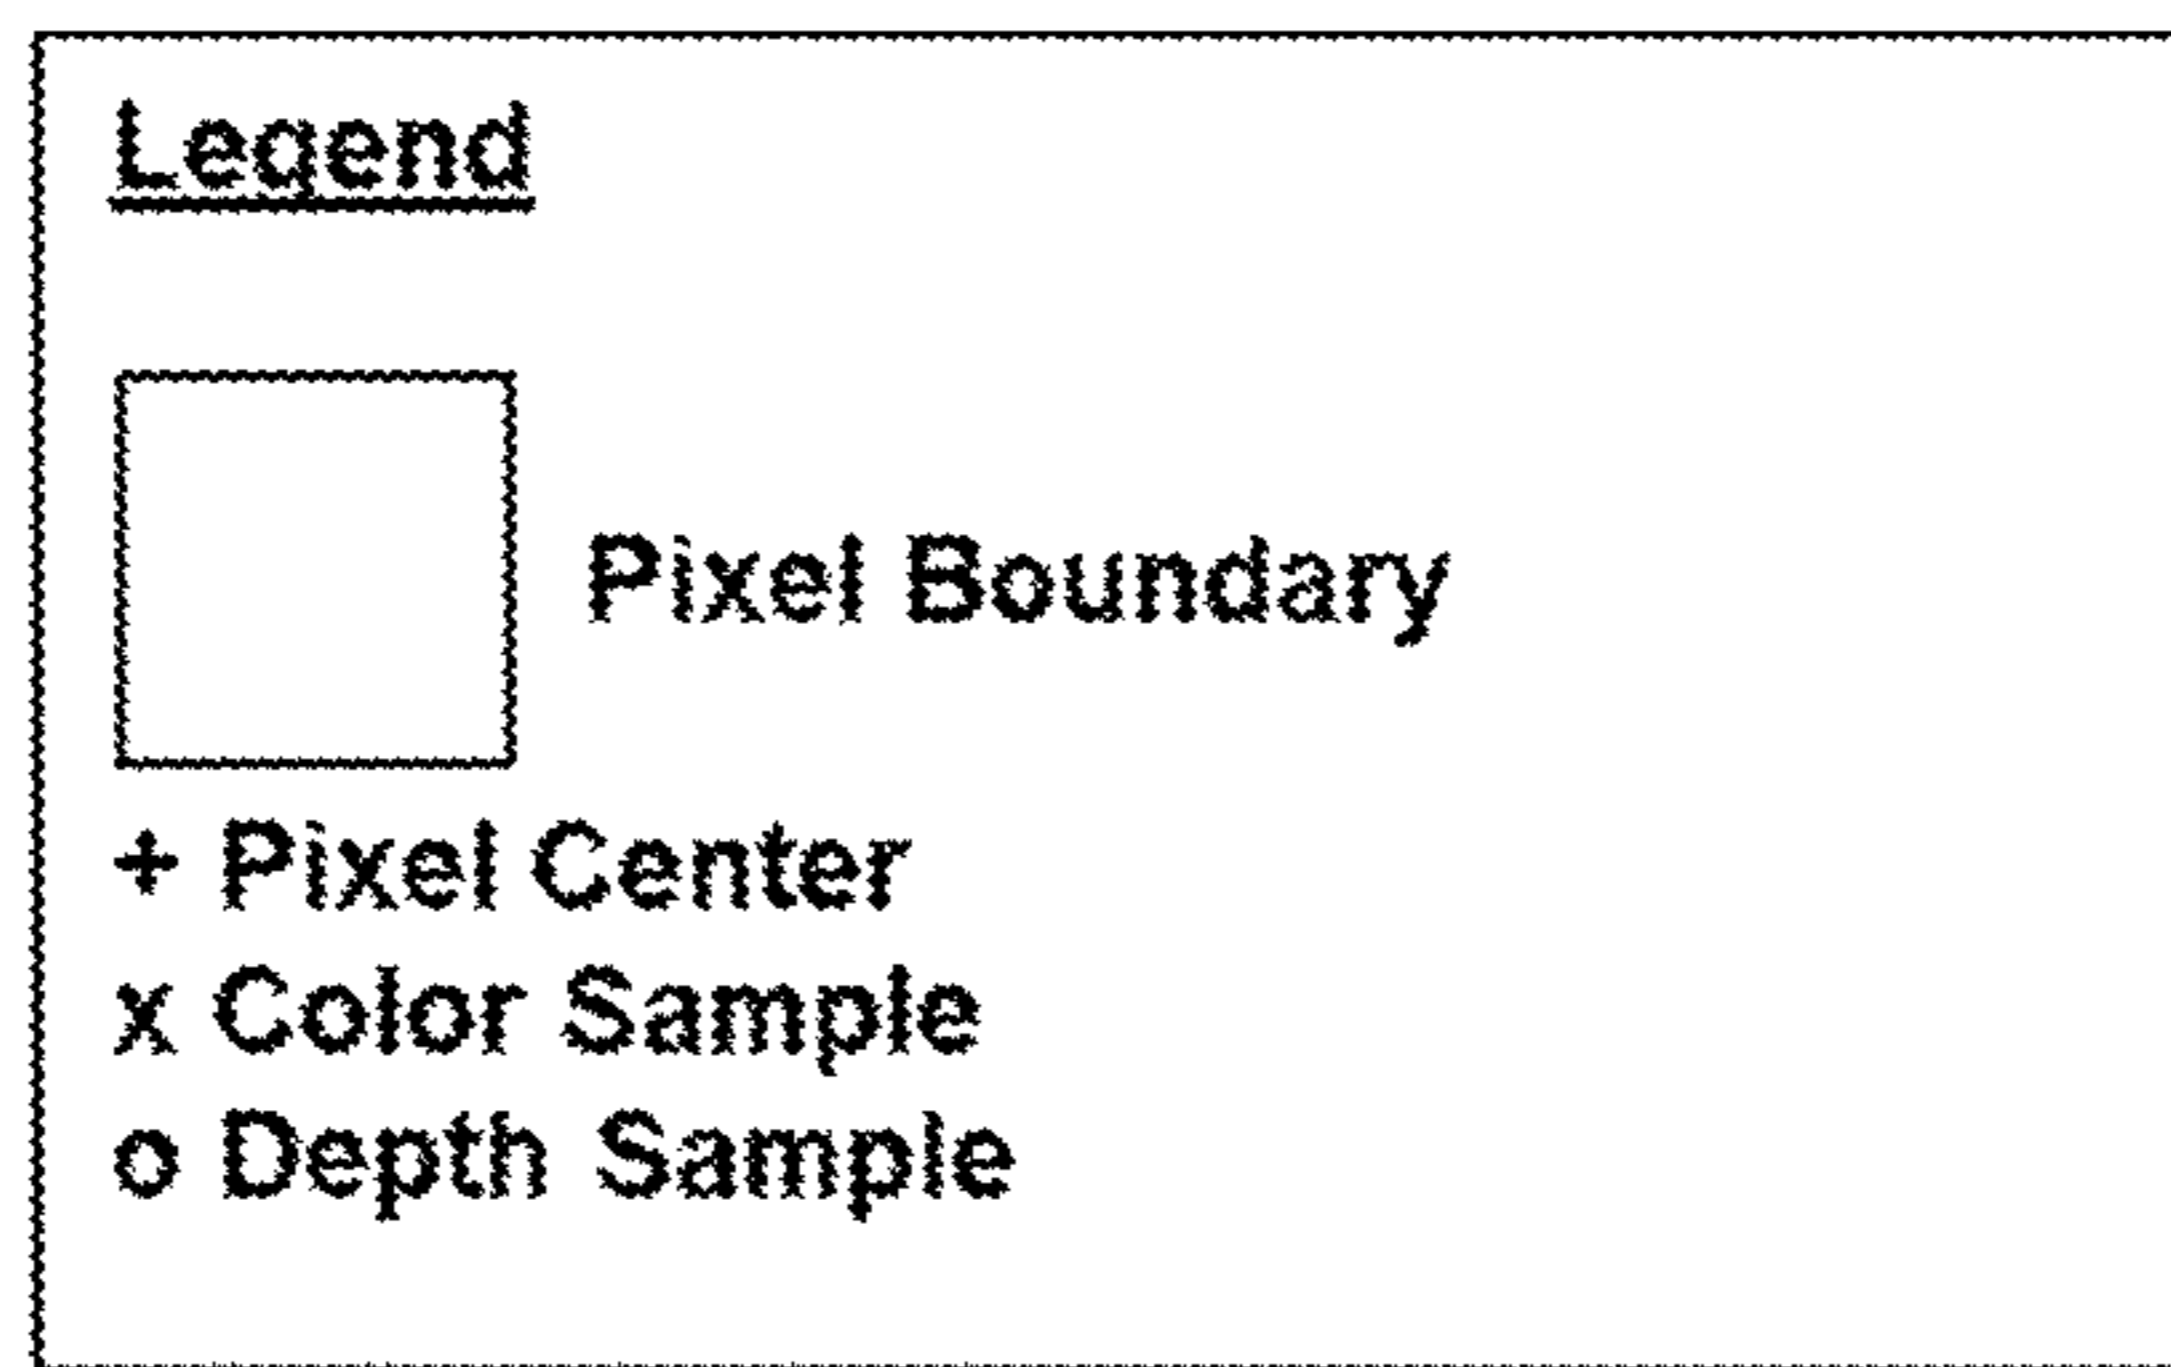 Legend
Pixel Boundary
+ Pixel Center
x Color Sample
o Depth Sample